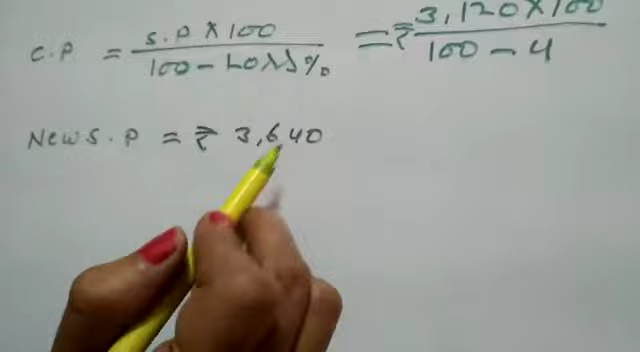 C.P = S.P X 100 / 100 - LOSS% = ₹ 3,120 X 100 / 100 - 4
New S.P = ₹ 3,640